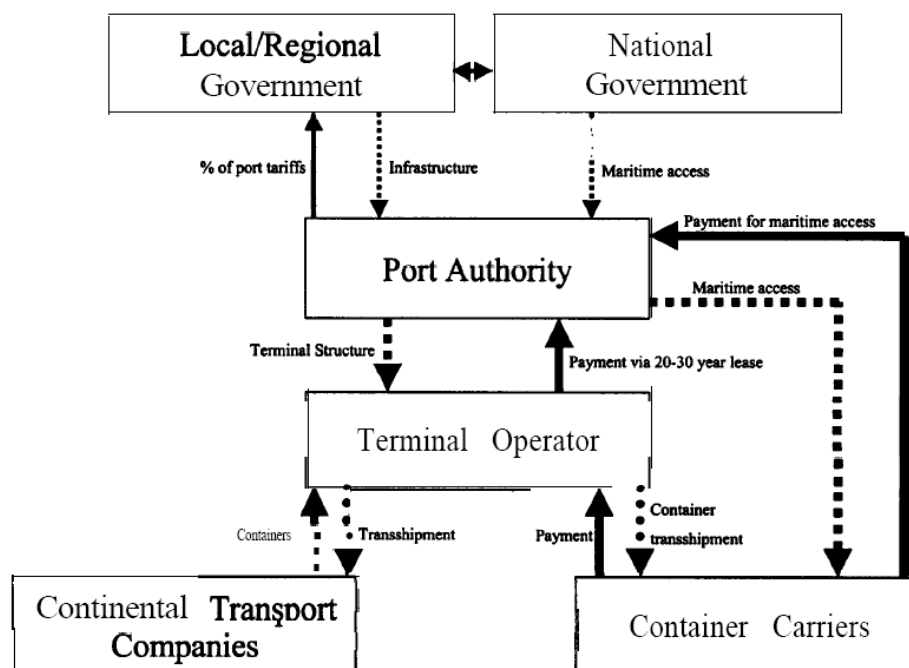 Local/Regional
Government
National
Government
% of port tariffs
Infrastructure
Maritime access
Payment for maritime access
Port Authority
Maritime access
Terminal Structure
Payment via 20-30 year lease
Terminal Operator
Containers
Transshipment
Payment
Container
transshipment
Continental Transport
Companies
Container Carriers